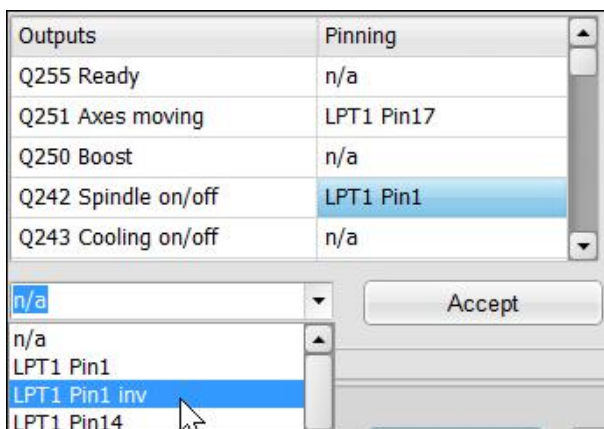 Outputs Pinning
Q255 Ready n/a
Q251 Axes moving LPT1 Pin17
Q250 Boost n/a
Q242 Spindle on/off LPT1 Pin1
Q243 Cooling on/off n/a
n/a Accept
n/a
LPT1 Pin1
LPT1 Pin1 inv
LPT1 Pin14